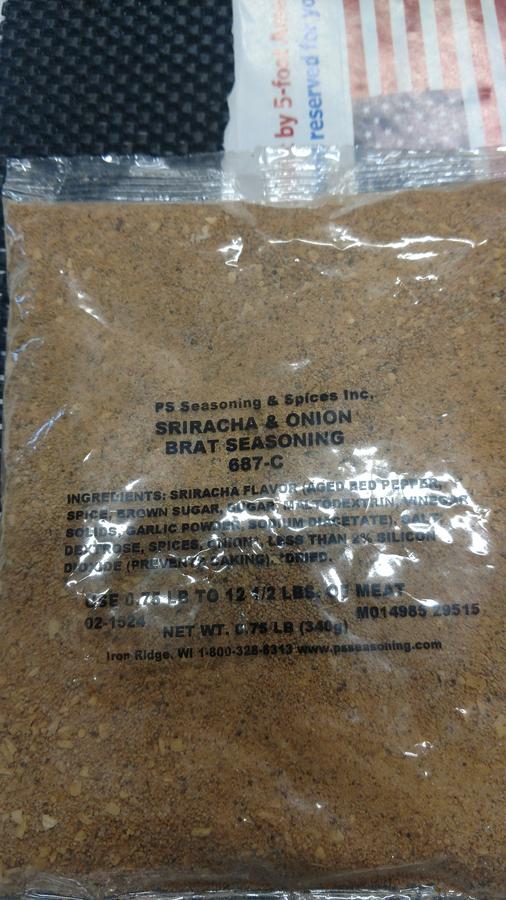 by 5-foot
reserved for yo
PS Seasoning & Spices Inc.
SRIRACHA & ONION
BRAT SEASONING
687-C
INGREDIENTS: SRIRACHA FLAVOR (AGED RED PEPPER,
SPICE, BROWN SUGAR, SUGAR, MALTODEXTRIN, VINEGAR
SOLIDS, GARLIC POWDER, SODIUM DIACETATE), SALT,
DEXTROSE, SPICES, ONION*, LESS THAN 2% SILICON
DIOXIDE (PREVENTS CAKING). *DRIED.
USE 0.75 LB TO 12 1/2 LBS. OF MEAT
02-1524 M014985 29515
NET WT. 0.75 LB (340g)
Iron Ridge, WI 1-800-328-8313 www.psseasoning.com